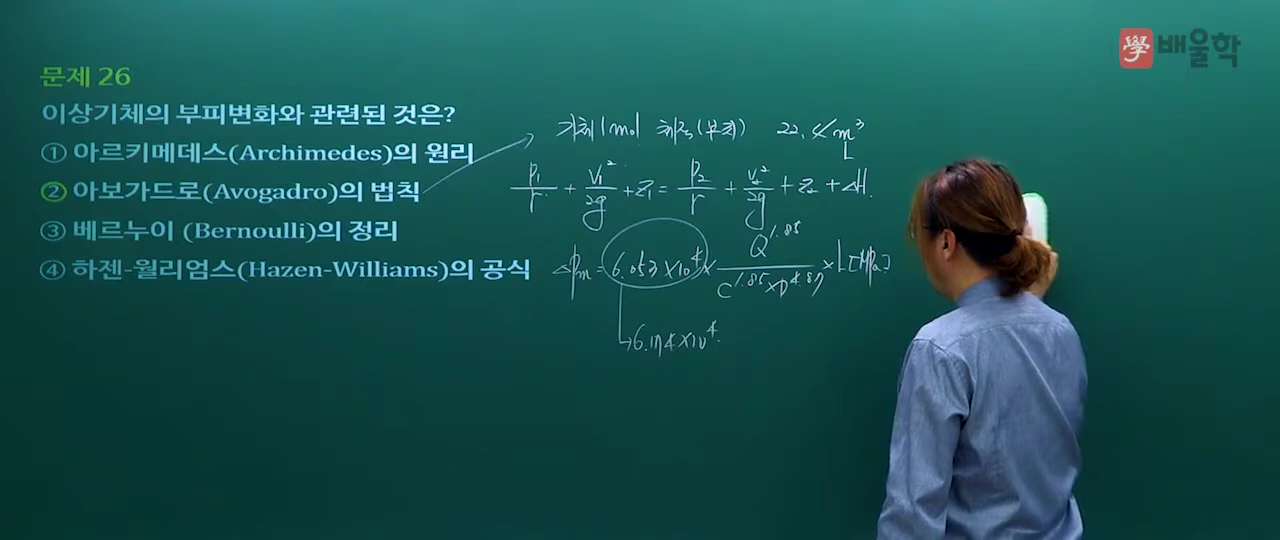 學 배울학
문제 26
이상기체의 부피변화와 관련된 것은?
① 아르키메데스(Archimedes)의 원리
② 아보가드로(Avogadro)의 법칙
③ 베르누이 (Bernoulli)의 정리
④ 하젠-윌리엄스(Hazen-Williams)의 공식
기체 1mol 체적(부피) 22.4 m³
L
P₁/r + V₁²/2g + Z₁ = P₂/r + V₂²/2g + Z₂ + ΔH.
ΔPm = 6.053×10⁴ × Q^1.85 / C^1.85×D^4.87 × L [MPa]
6.174×10⁴.